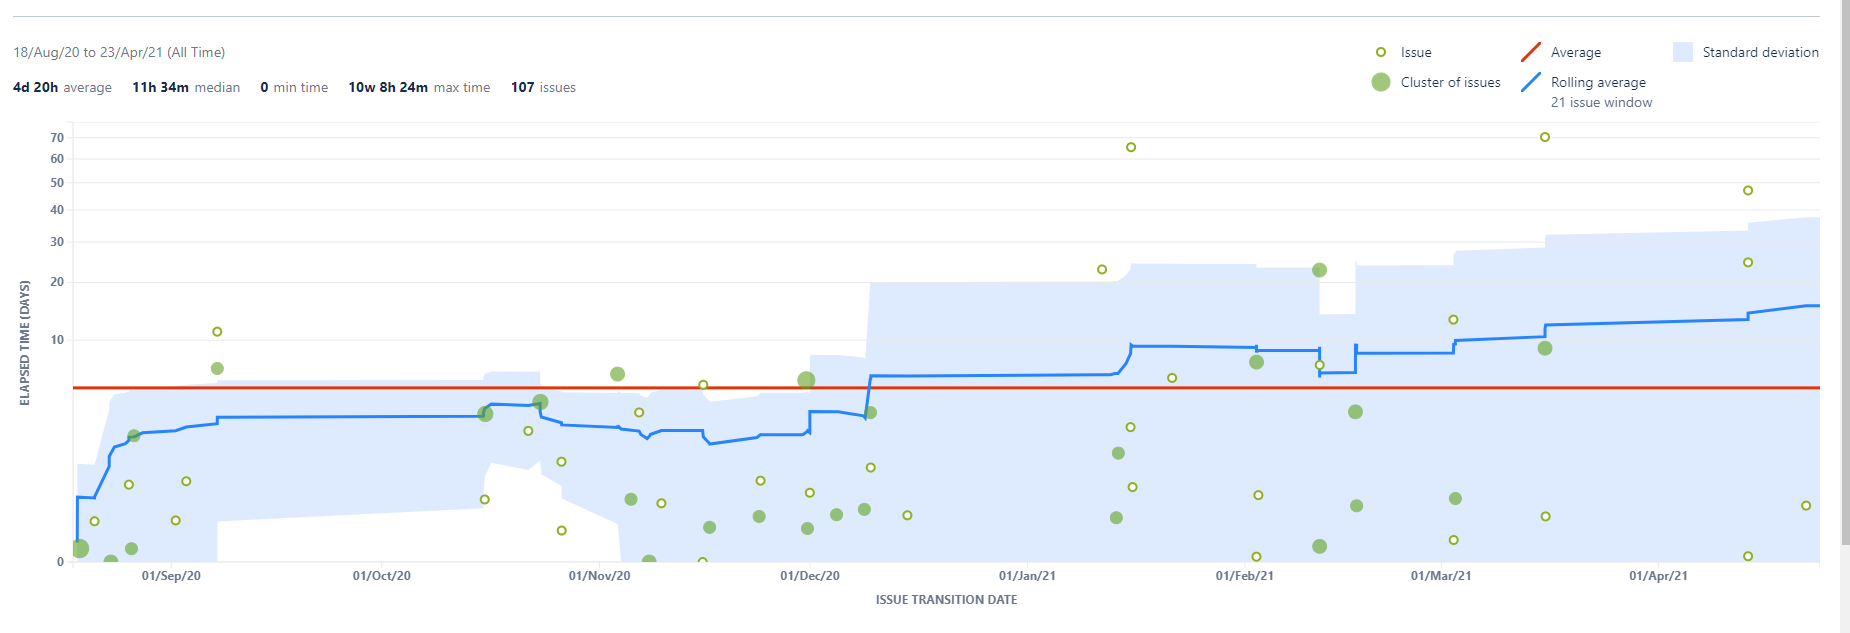 18/Aug/20 to 23/Apr/21 (All Time)
4d 20h average 11h 34m median 0 min time 10w 8h 24m max time 107 issues
Issue
Cluster of issues
Average
Rolling average
21 issue window
Standard deviation
ELAPSED TIME (DAYS)
70
60
50
40
30
20
10
0
01/Sep/20 01/Oct/20 01/Nov/20 01/Dec/20 01/Jan/21 01/Feb/21 01/Mar/21 01/Apr/21
ISSUE TRANSITION DATE